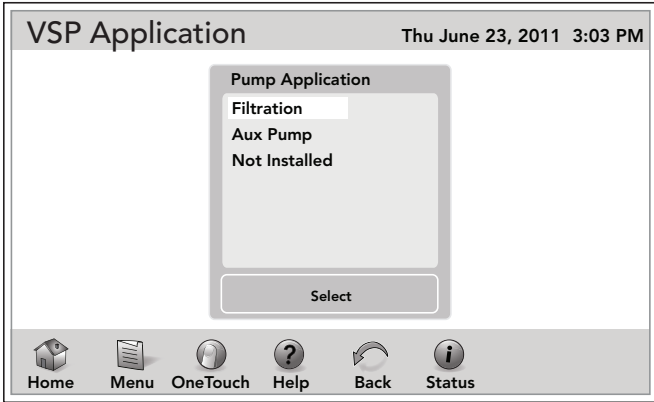 VSP Application Thu June 23, 2011 3:03 PM
Pump Application
Filtration
Aux Pump
Not Installed
Select
? i
Home Menu OneTouch Help Back Status